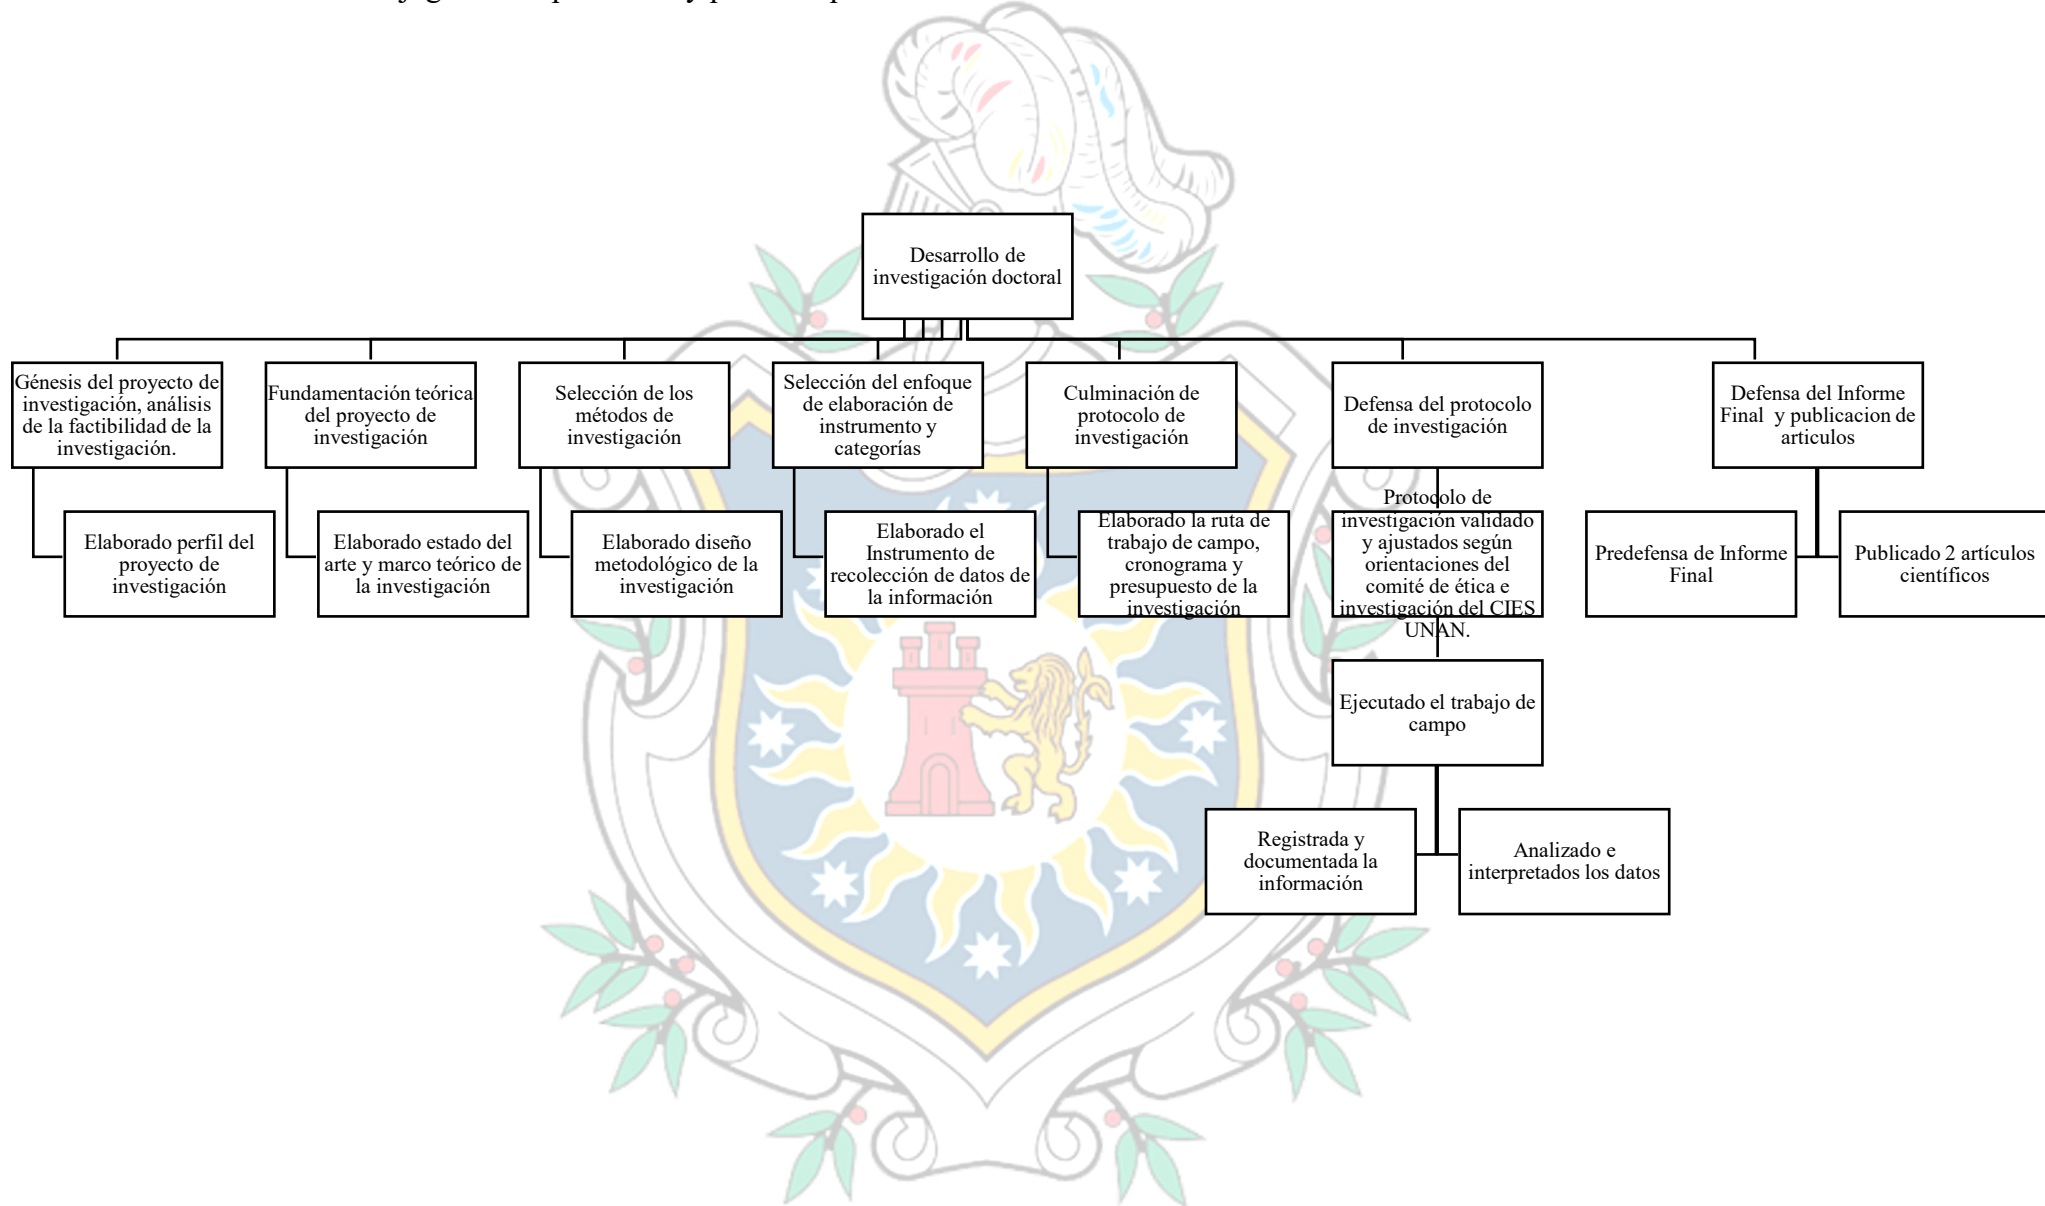 Desarrollo de
investigación doctoral
Génesis del proyecto de
investigación, análisis
de la factibilidad de la
investigación.
Elaborado perfil del
proyecto de
investigación
Fundamentación teórica
del proyecto de
investigación
Elaborado estado del
arte y marco teórico de
la investigación
Selección de los
métodos de
investigación
Elaborado diseño
metodológico de la
investigación
Selección del enfoque
de elaboración de
instrumento y
categorías
Elaborado el
Instrumento de
recolección de datos de
la información
Culminación de
protocolo de
investigación
Elaborado la ruta de
trabajo de campo,
cronograma y
presupuesto de la
investigación
Defensa del protocolo
de investigación
Protocolo de
investigación validado
y ajustados según
orientaciones del
comité de ética e
investigación del CIES
UNAN.
Ejecutado el trabajo de
campo
Registrada y
documentada la
información
Analizado e
interpretados los datos
Defensa del Informe
Final y publicacion de
articulos
Predefensa de Informe
Final
Publicado 2 artículos
científicos